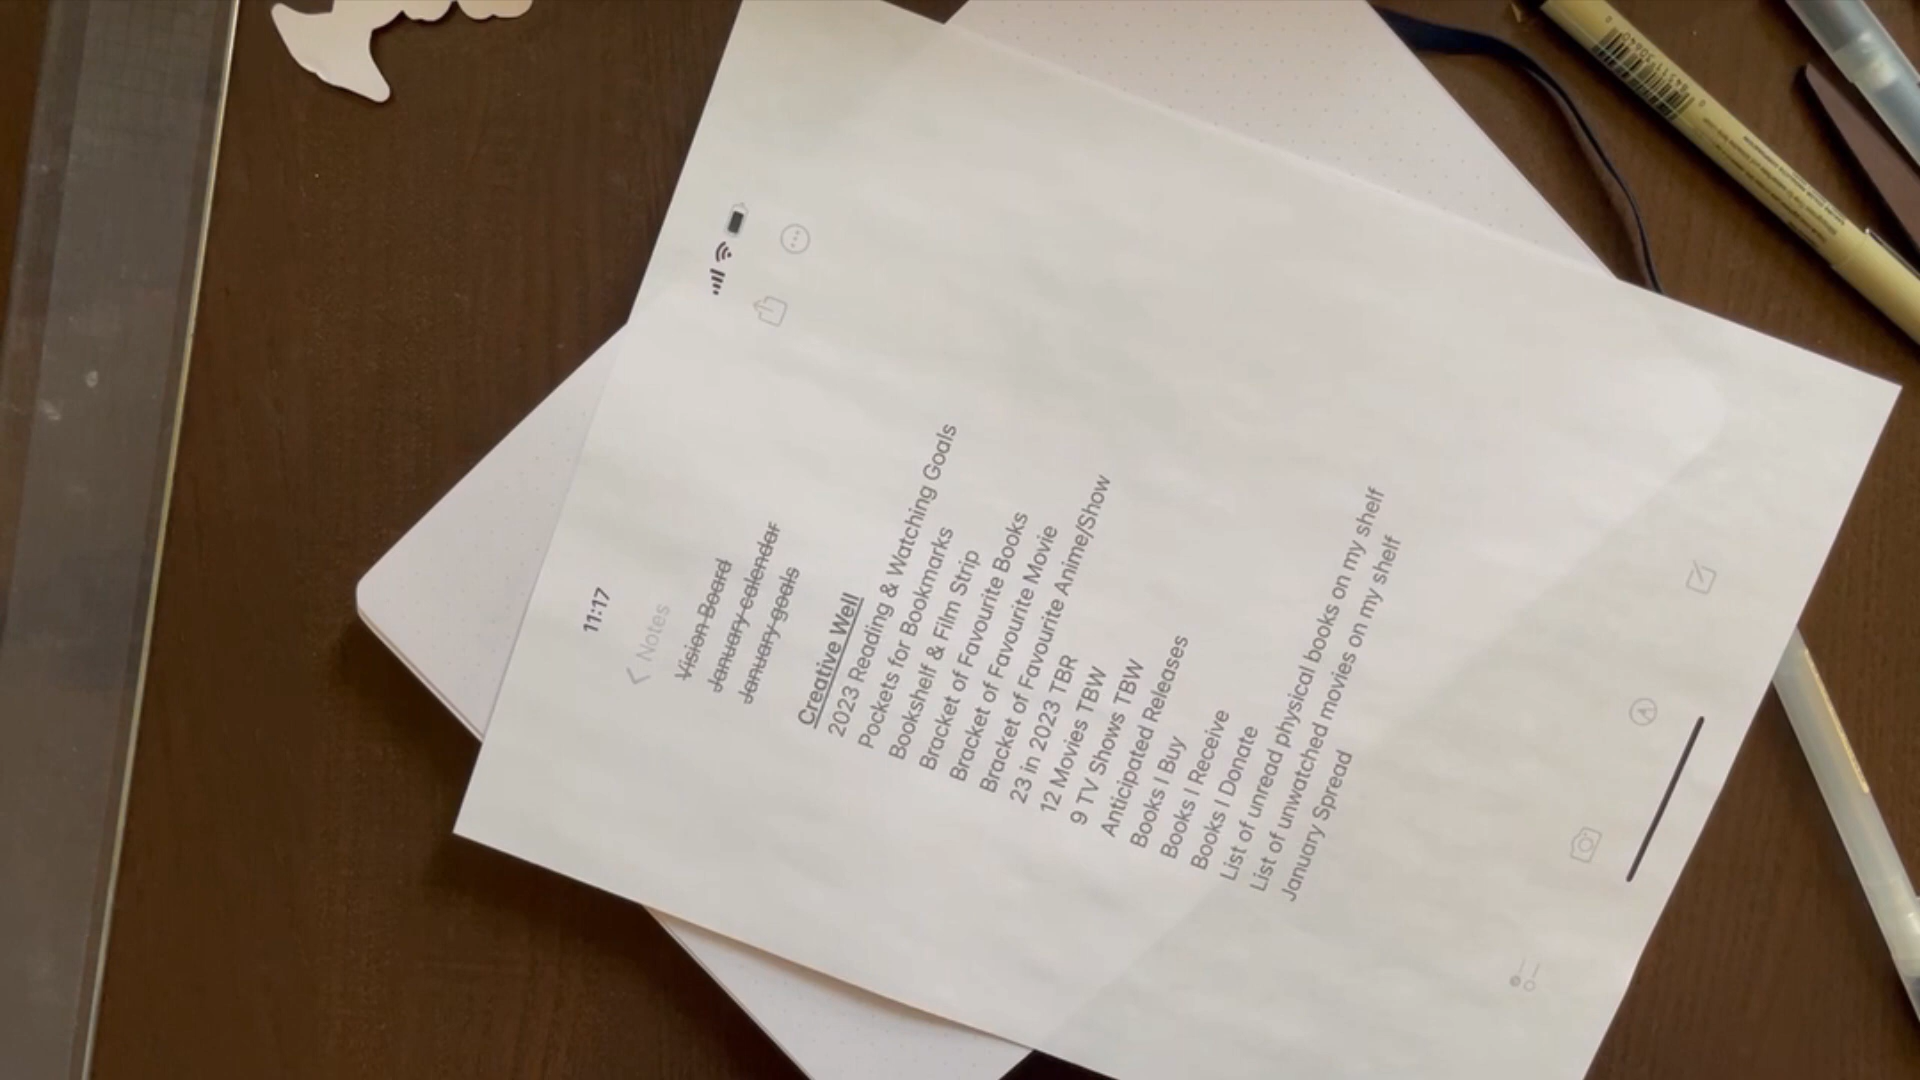 11:17
Notes
Vision Board
January calendar
January goals
Creative Well
2023 Reading & Watching Goals
Pockets for Bookmarks
Bookshelf & Film Strip
Bracket of Favourite Books
Bracket of Favourite Movie
Bracket of Favourite Anime/Show
23 in 2023 TBR
12 Movies TBW
9 TV Shows TBW
Anticipated Releases
Books I Buy
Books I Receive
Books I Donate
List of unread physical books on my shelf
List of unwatched movies on my shelf
January Spread